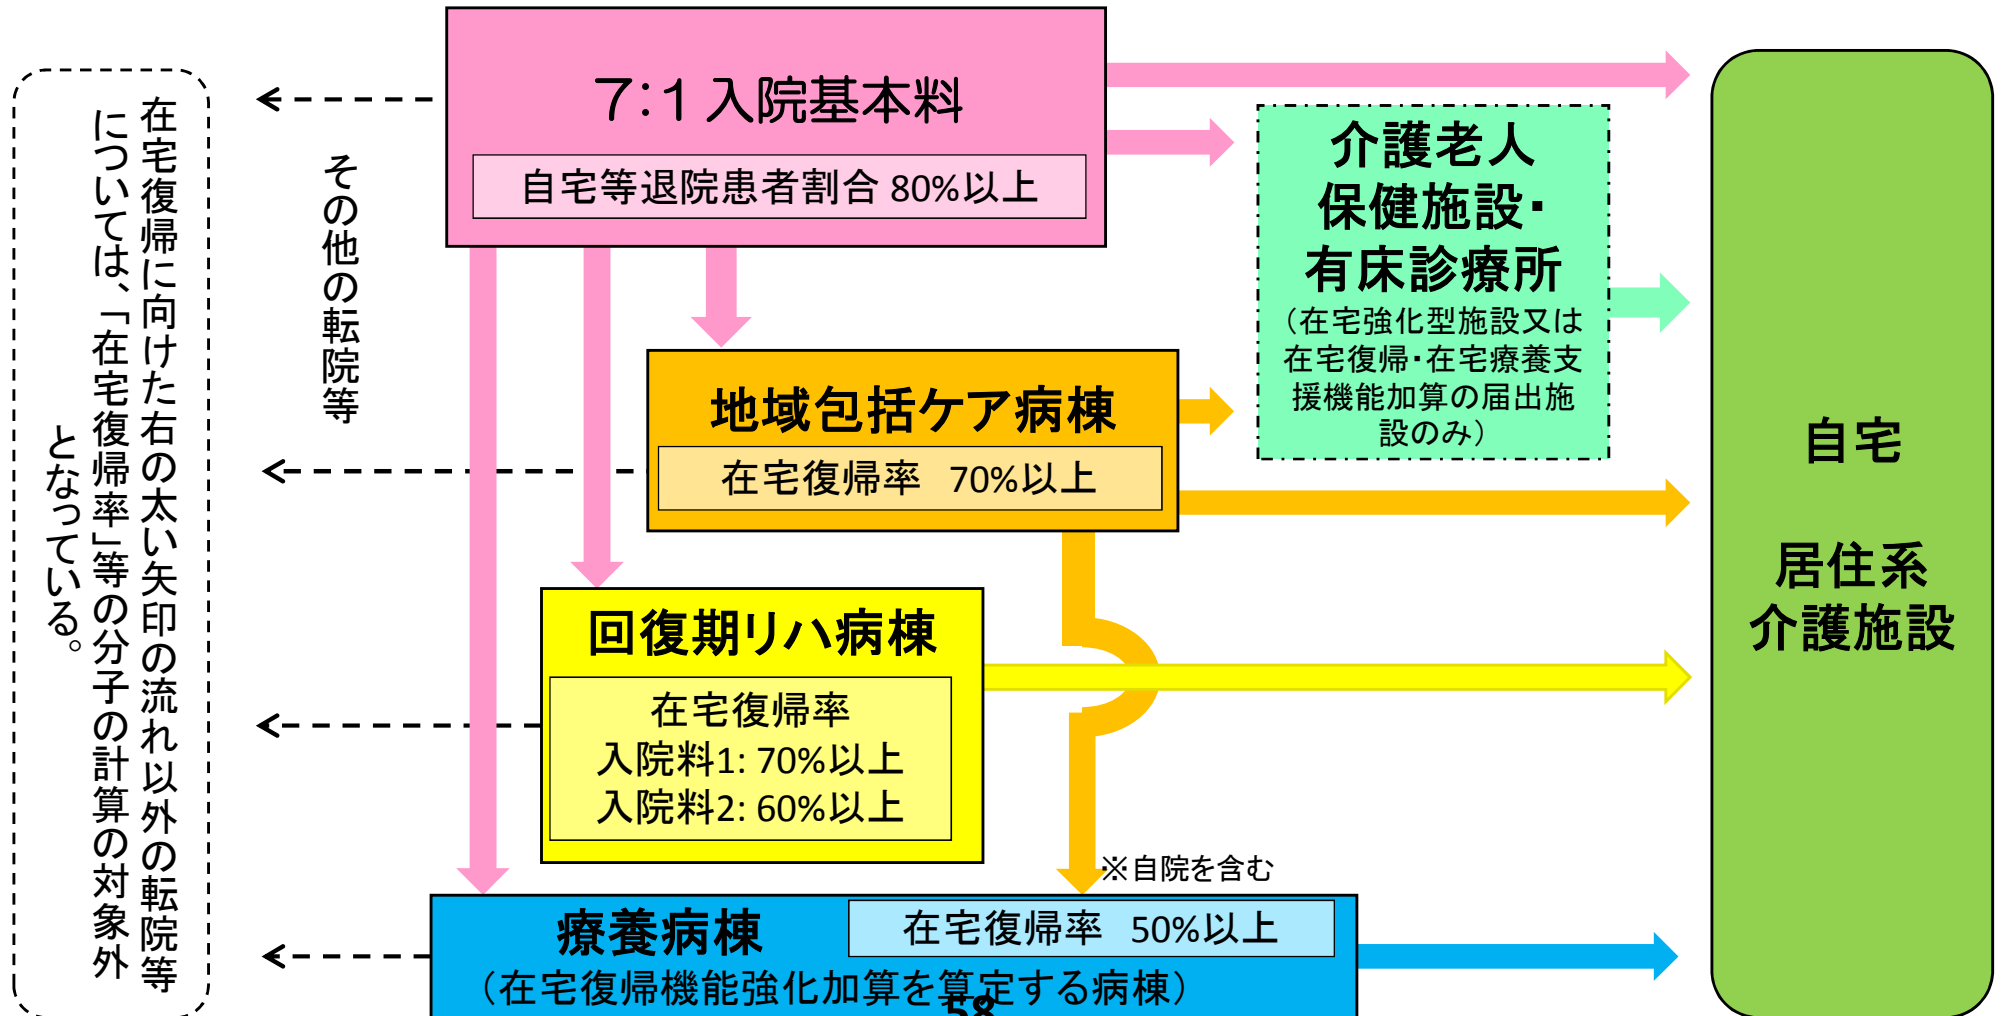 7：1 入院基本料
自宅等退院患者割合 80%以上
介護老人
保健施設・
有床診療所
（在宅強化型施設又は
在宅復帰・在宅療養支
援機能加算の届出施
設のみ）
自宅
居住系
介護施設
地域包括ケア病棟
在宅復帰率 70%以上
回復期リハ病棟
在宅復帰率
入院料1: 70%以上
入院料2: 60%以上
※自院を含む
療養病棟
在宅復帰率 50%以上
（在宅復帰機能強化加算を算定する病棟）
58
その他の転院等
在宅復帰に向けた右の太い矢印の流れ以外の転院等
については、「在宅復帰率」等の分子の計算の対象外
となっている。